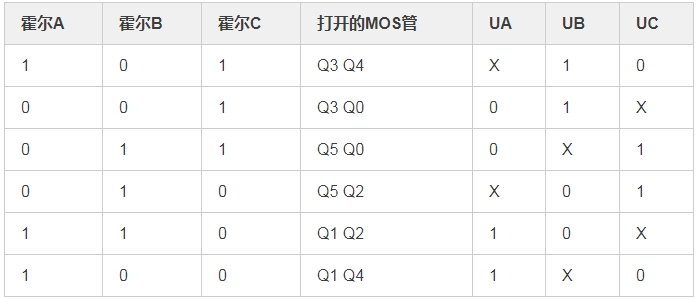 霍尔A 霍尔B 霍尔C 打开的MOS管 UA UB UC
1 0 1 Q3 Q4 X 1 0
0 0 1 Q3 Q0 0 1 X
0 1 1 Q5 Q0 0 X 1
0 1 0 Q5 Q2 X 0 1
1 1 0 Q1 Q2 1 0 X
1 0 0 Q1 Q4 1 X 0